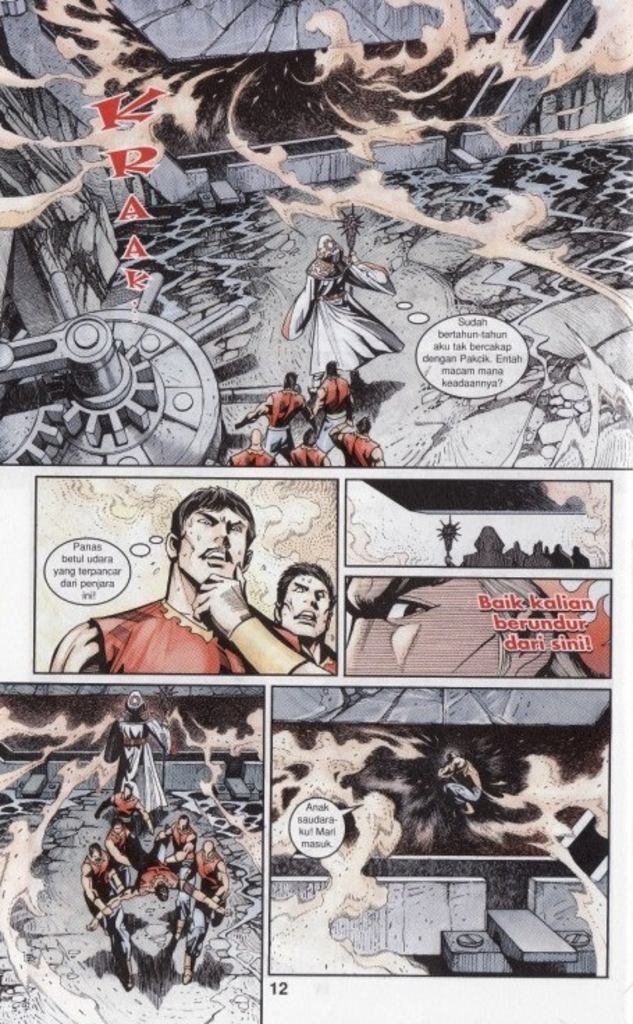 KRAAK...!
Sudah
bertahun-tahun
aku tak bercakap
dengan Pakcik. Entah
macam mana
keadaannya?
Panas
betul udara
yang terpancar
dari penjara
ini!
Baik kalian
berundur
dari sini!
Anak
saudara-
ku! Mari
masuk.
12